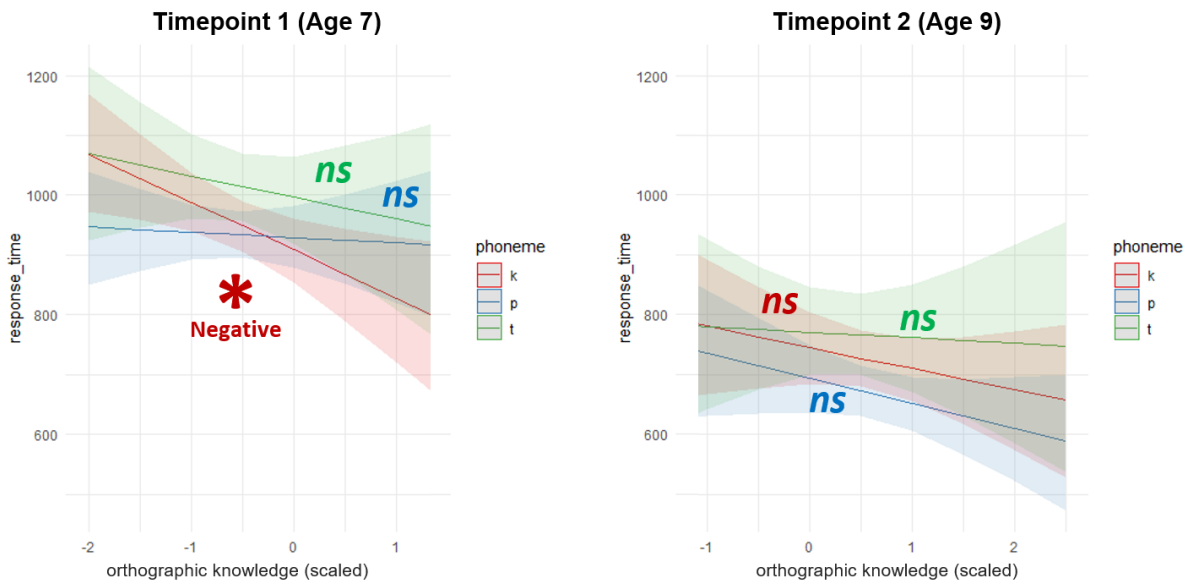 Timepoint 1 (Age 7)
1200
1000
800
600
response_time
ns
ns
*
Negative
-2
-1
0
1
orthographic knowledge (scaled)
phoneme
k
p
t
Timepoint 2 (Age 9)
1200
1000
800
600
response_time
ns
ns
ns
-1
0
1
2
orthographic knowledge (scaled)
phoneme
k
p
t